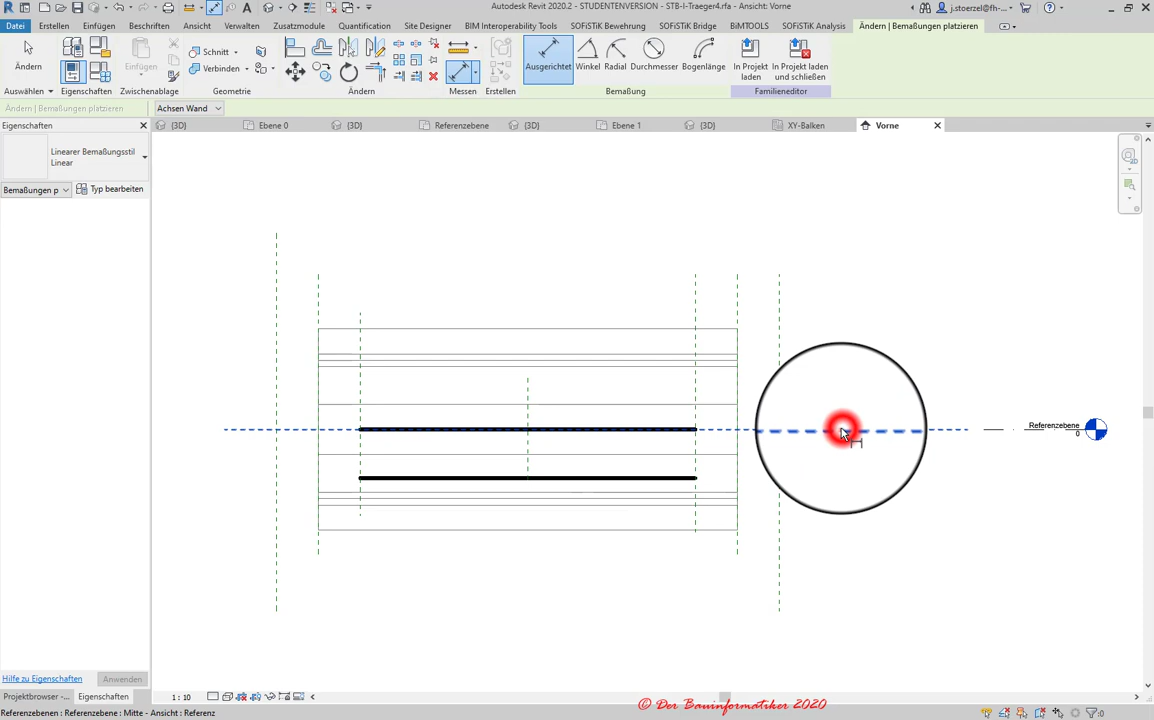 Autodesk Revit 2020.2 - STUDENTENVERSION - STB-I-Traeger4.rfa - Ansicht: Vorne
j.stoerzel@fh-...
Datei Erstellen Einfügen Beschriften Ansicht Verwalten Zusatzmodule Quantification Site Designer BIM Interoperability Tools SOFiSTiK Bewehrung BiMTOOLS SOFiSTiK Analysis SOFiSTiK Bridge Ändern | Bemaßungen platzieren
Ändern Einfügen Schnitt Verbinden Ausgerichtet Winkel Radial Durchmesser Bogenlänge In Projekt laden In Projekt laden und schließen
Auswählen Eigenschaften Zwischenablage Geometrie Ändern Messen Erstellen Bemaßung Familieneditor
Ändern | Bemaßungen platzieren Achsen Wand
Eigenschaften
{3D} Ebene 0 {3D} Referenzebene {3D} Ebene 1 {3D} XY-Balken Vorne
Linearer Bemaßungsstil
Linear
Bemaßungen p Typ bearbeiten
Referenzebene
0
Hilfe zu Eigenschaften Anwenden
Projektbrowser -... Eigenschaften
1 : 10
© Der Bauinformatiker 2020
Referenzebenen : Referenzebene : Mitte - Ansicht : Referenz
:0